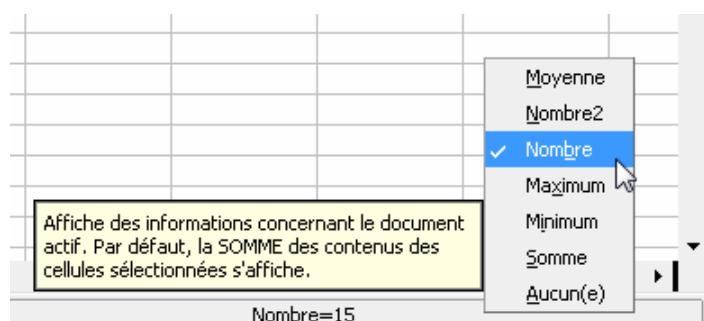 Moyenne
Nombre2
Nombre
Maximum
Minimum
Somme
Aucun(e)
Affiche des informations concernant le document
actif. Par défaut, la SOMME des contenus des
cellules sélectionnées s'affiche.
Nombre=15